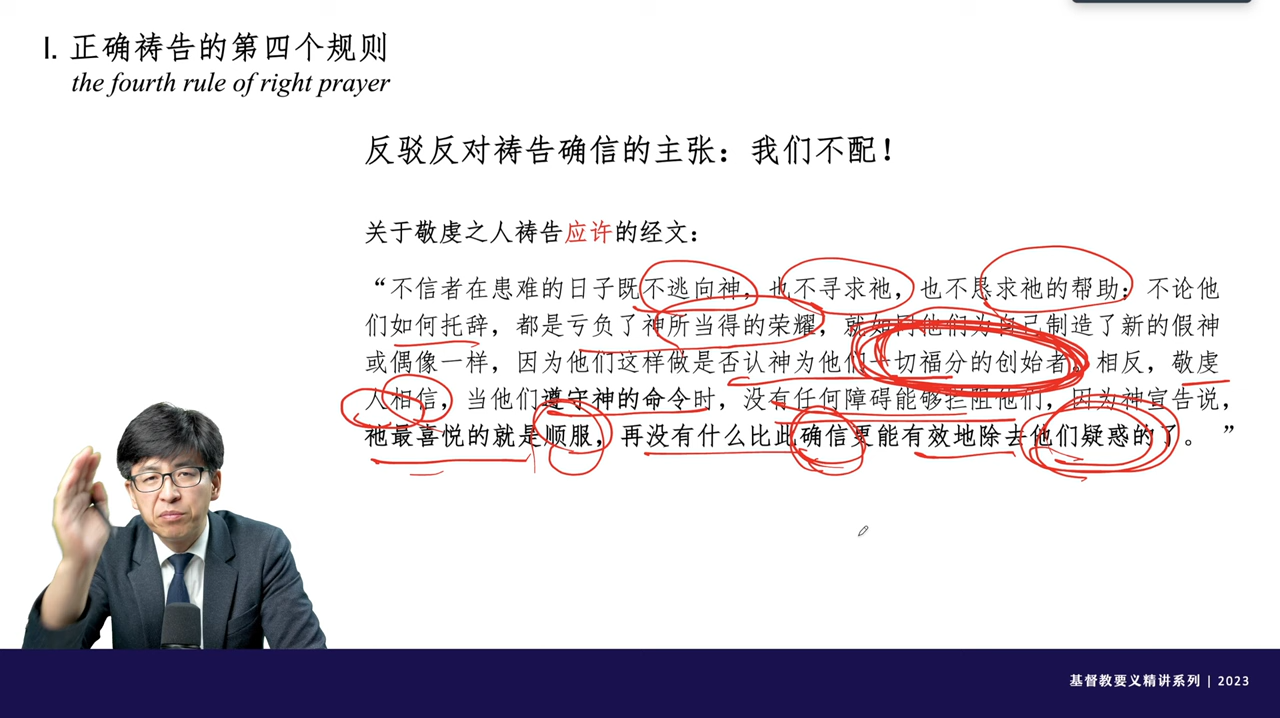 I. 正确祷告的第四个规则
the fourth rule of right prayer
反驳反对祷告确信的主张：我们不配！
关于敬虔之人祷告应许的经文：
“不信者在患难的日子既不逃向神，也不寻求祂，也不恳求祂的帮助；不论他
们如何托辞，都是亏负了神所当得的荣耀，就如同他们为自己制造了新的假神
或偶像一样，因为他们这样做是否认神为他们一切福分的创始者。相反，敬虔
人相信，当他们遵守神的命令时，没有任何障碍能够拦阻他们，因为神宣告说，
祂最喜悦的就是顺服，再没有什么比此确信更能有效地除去他们疑惑的了。”
基督教要义精讲系列 | 2023